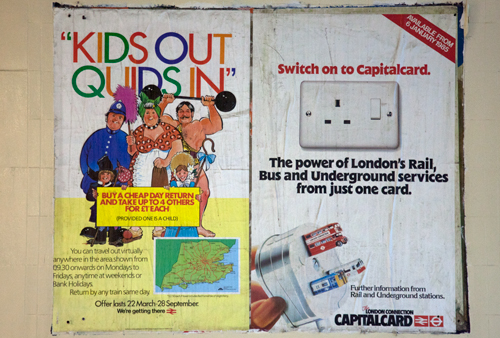 "KIDS OUT
QUIDS IN"
BUY A CHEAP DAY RETURN
AND TAKE UP TO 4 OTHERS
FOR £1 EACH
(PROVIDED ONE IS A CHILD)
You can travel out virtually
anywhere in the area shown from
09.30 onwards on Mondays to
Fridays, anytime at weekends or
Bank Holidays.
Return by any train same day.
Offer lasts 22 March-28 September.
We're getting there
AVAILABLE FROM
6 JANUARY 1985
Switch on to Capitalcard.
The power of London's Rail,
Bus and Underground services
from just one card.
Further information from
Rail and Underground stations.
LONDON CONNECTION
CAPITALCARD